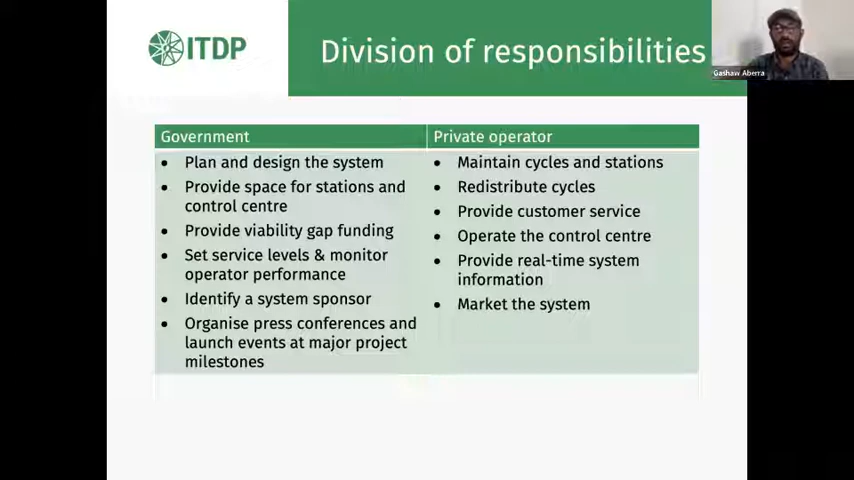 ITDP
Division of responsibilities
Gashaw Aberra
Government
Private operator
• Plan and design the system
• Provide space for stations and
control centre
• Provide viability gap funding
• Set service levels & monitor
operator performance
• Identify a system sponsor
• Organise press conferences and
launch events at major project
milestones
• Maintain cycles and stations
• Redistribute cycles
• Provide customer service
• Operate the control centre
• Provide real-time system
information
• Market the system